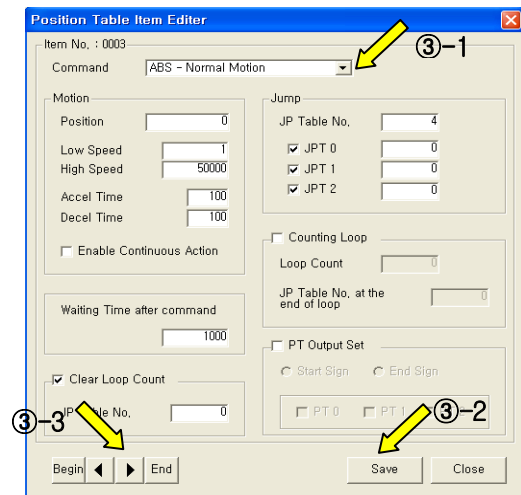 Position Table Item Editer
Item No, : 0003
Command ABS - Normal Motion
③-1
Motion
Position 0
Low Speed 1
High Speed 50000
Accel Time 100
Decel Time 100
Enable Continuous Action
Jump
JP Table No, 4
JPT 0 0
JPT 1 0
JPT 2 0
Counting Loop
Loop Count 0
JP Table No, at the
end of loop 0
Waiting Time after command
1000
PT Output Set
Start Sign End Sign
PT 0 PT 1
③-2
Clear Loop Count
JP Table No, 0
③-3
Begin End
Save Close